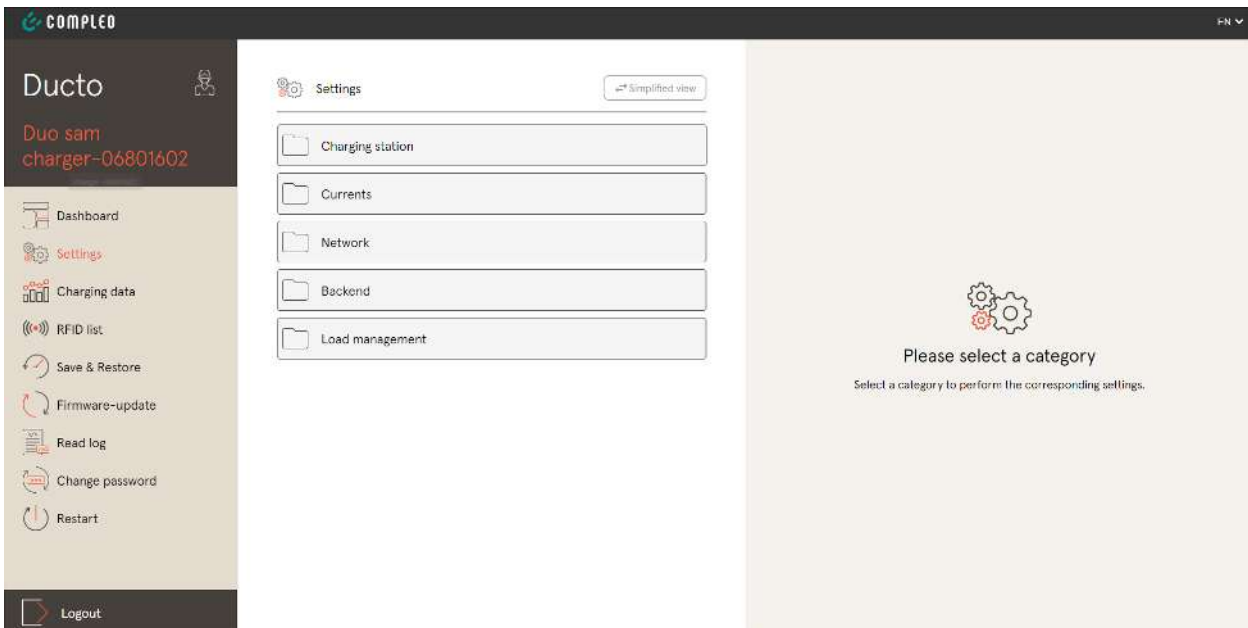 COMPLEO
EN
Ducto
Duo sam
charger-06801602
Dashboard
Settings
Charging data
RFID list
Save & Restore
Firmware-update
Read log
Change password
Restart
Logout
Settings
Simplified view
Charging station
Currents
Network
Backend
Load management
Please select a category
Select a category to perform the corresponding settings.